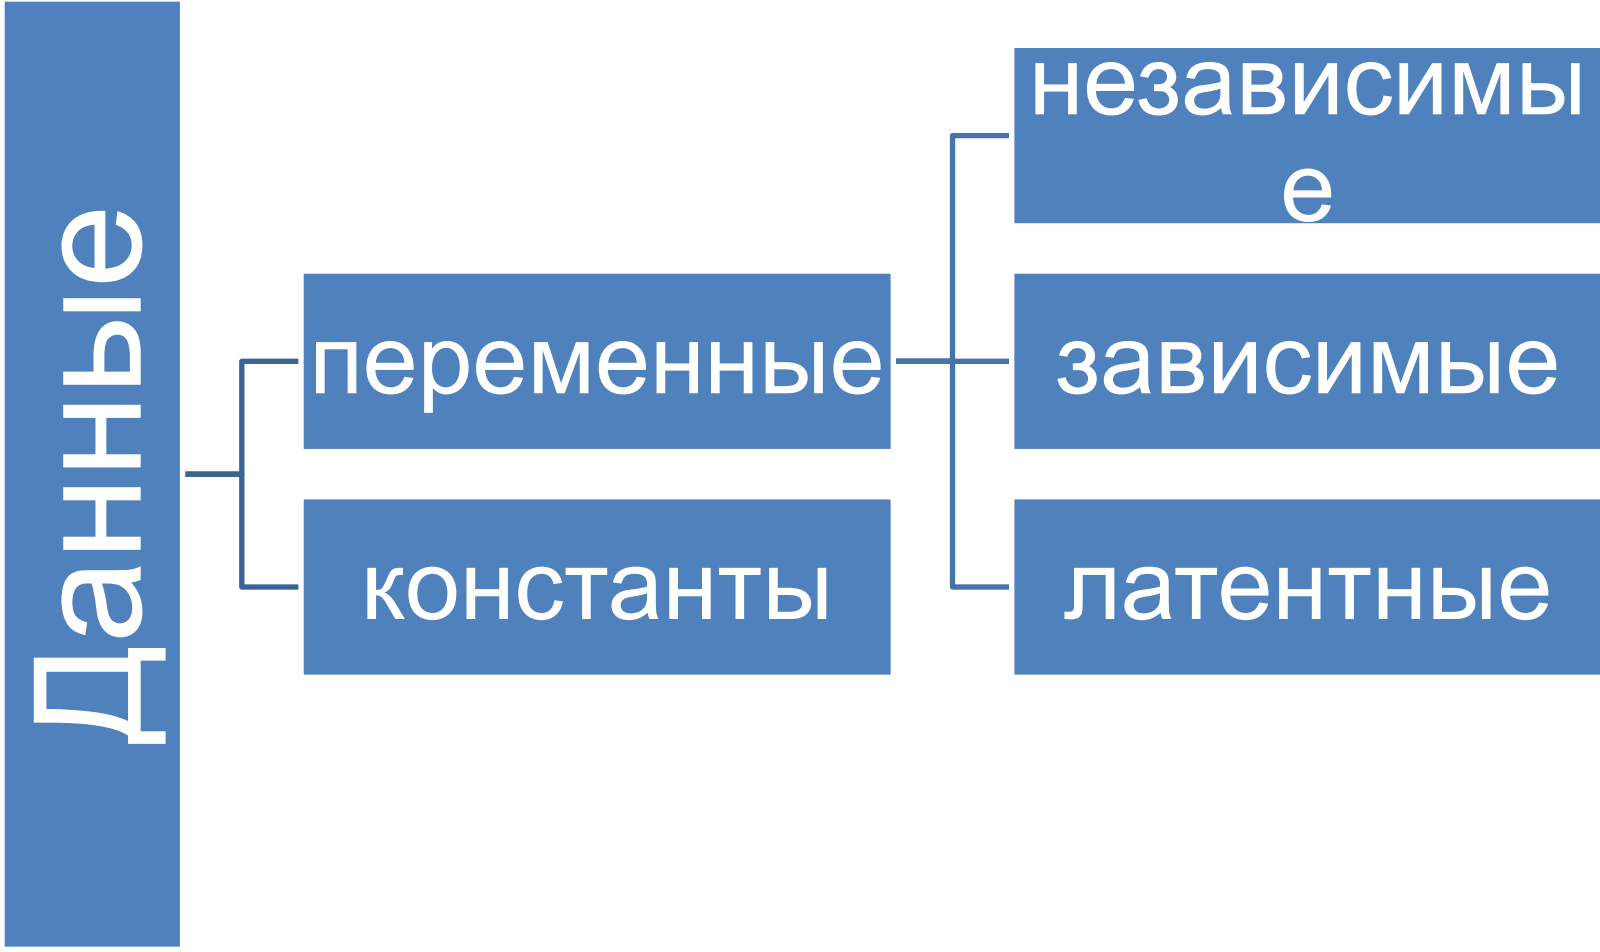 Данные
переменные
константы
независимы
е
зависимые
латентные